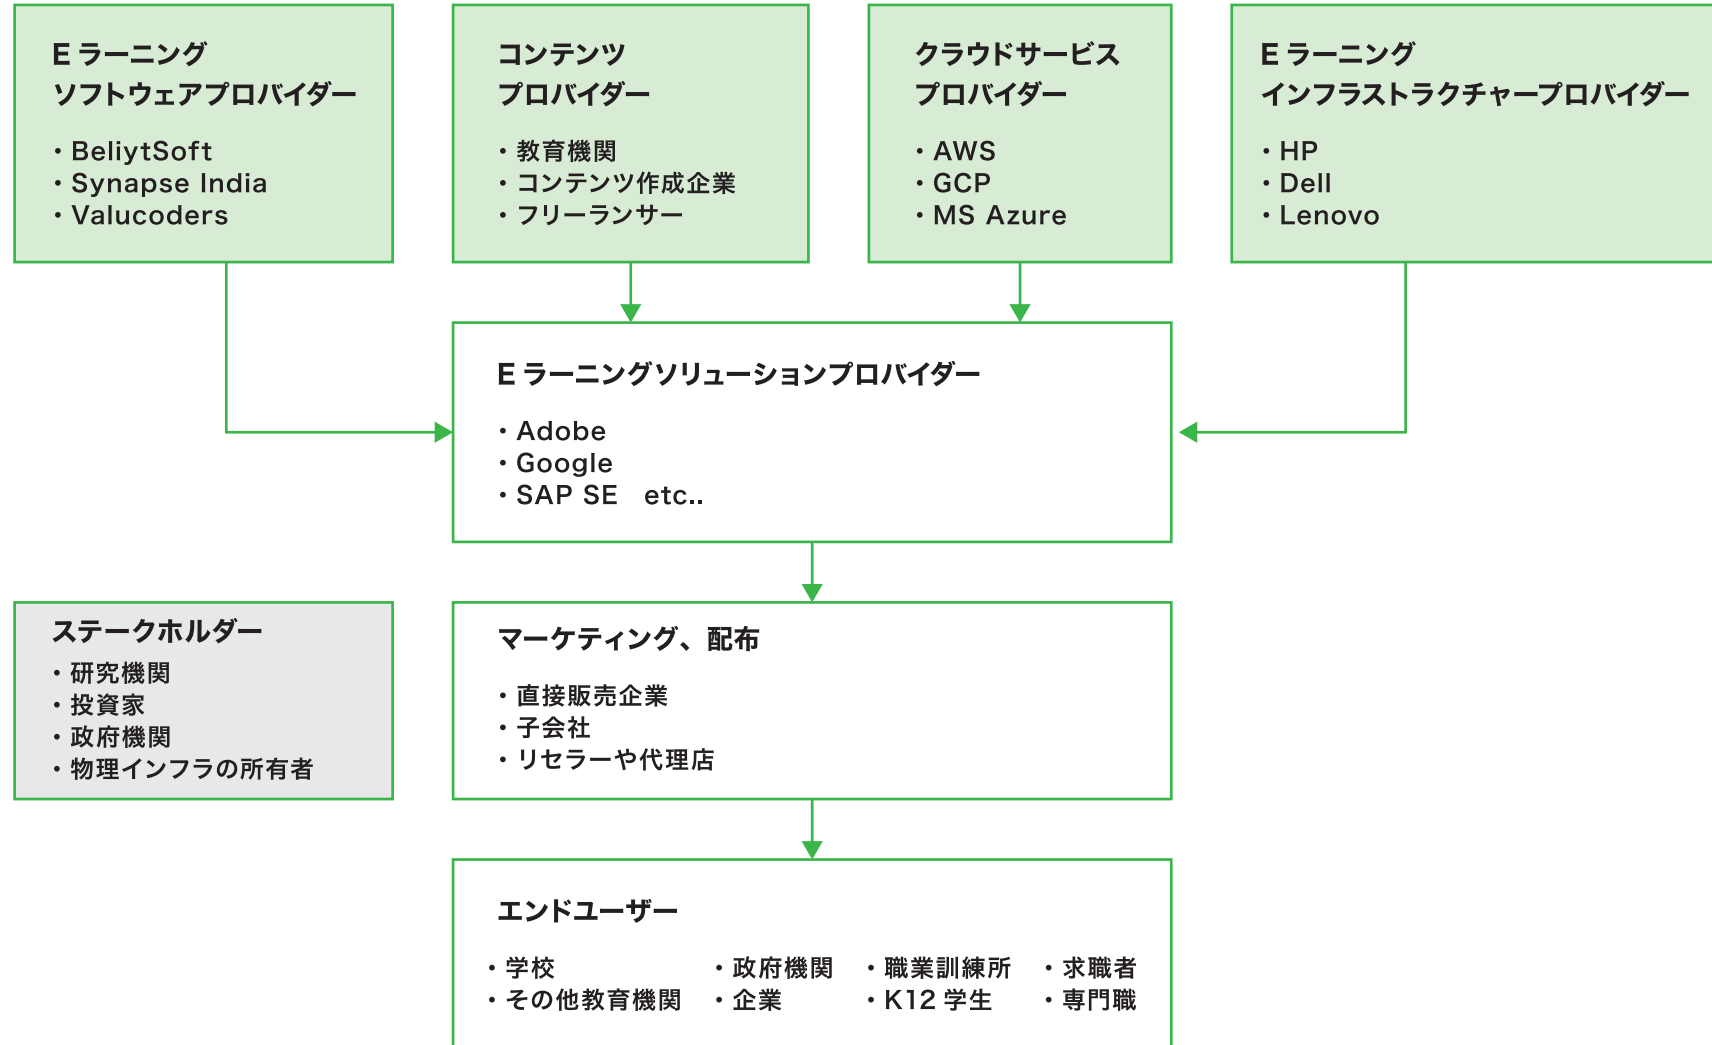 E ラーニング
ソフトウェアプロバイダー
・BeliytSoft
・Synapse India
・Valucoders
コンテンツ
プロバイダー
・教育機関
・コンテンツ作成企業
・フリーランサー
クラウドサービス
プロバイダー
・AWS
・GCP
・MS Azure
E ラーニング
インフラストラクチャープロバイダー
・HP
・Dell
・Lenovo
E ラーニングソリューションプロバイダー
・Adobe
・Google
・SAP SE　etc..
ステークホルダー
・研究機関
・投資家
・政府機関
・物理インフラの所有者
マーケティング、配布
・直接販売企業
・子会社
・リセラーや代理店
エンドユーザー
・学校　・政府機関　・職業訓練所　・求職者
・その他教育機関　・企業　・K12 学生　・専門職